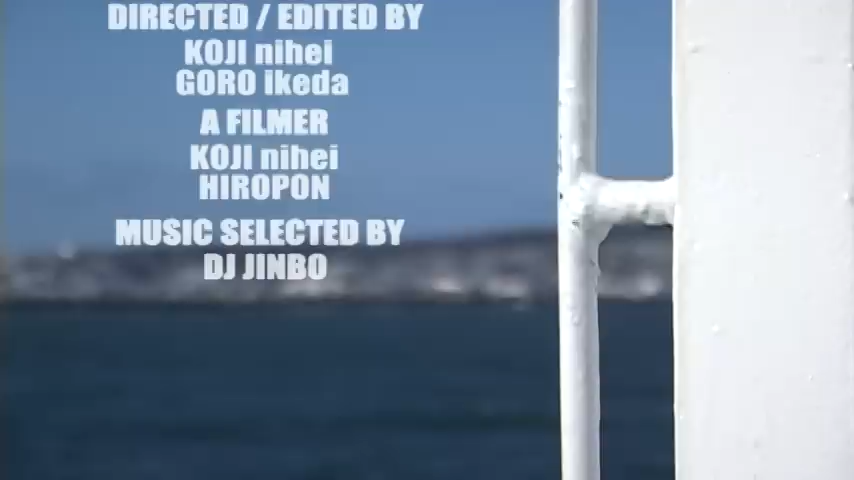 DIRECTED / EDITED BY
KOJI nihei
GORO ikeda
A FILMER
KOJI nihei
HIROPON
MUSIC SELECTED BY
DJ JINBO